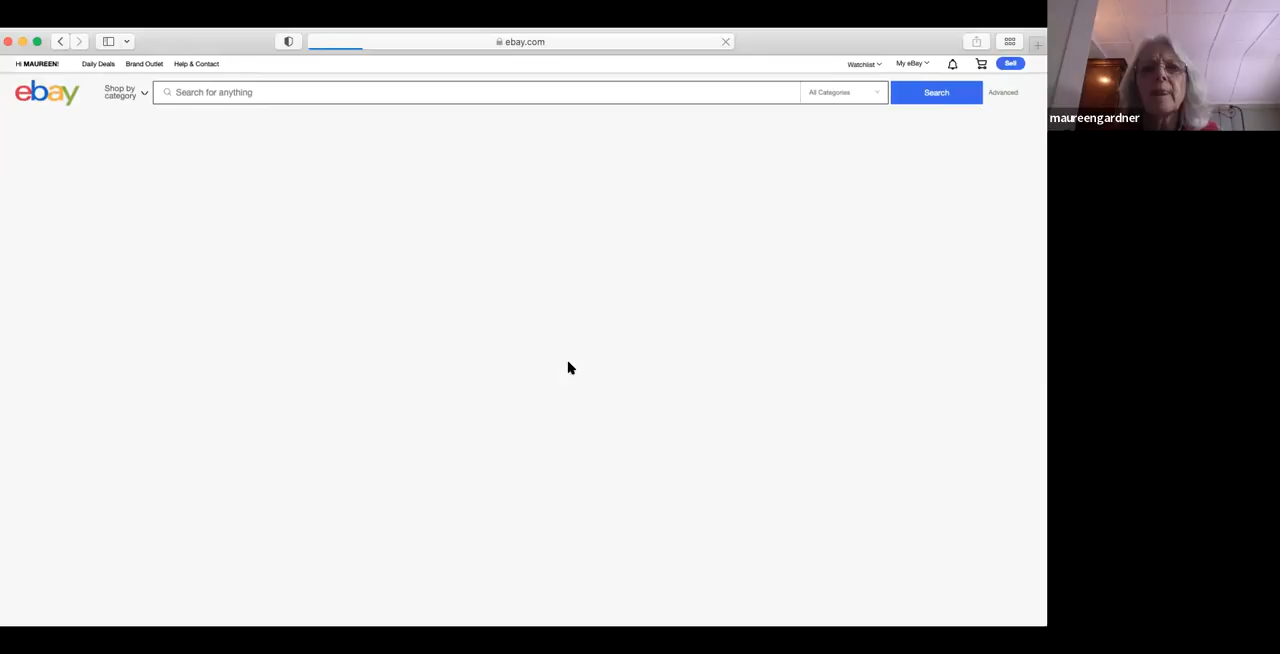 ebay.com
Hi MAUREEN! Daily Deals Brand Outlet Help & Contact Watchlist My eBay Sell
ebay Shop by category Search for anything All Categories Search Advanced
maureengardner